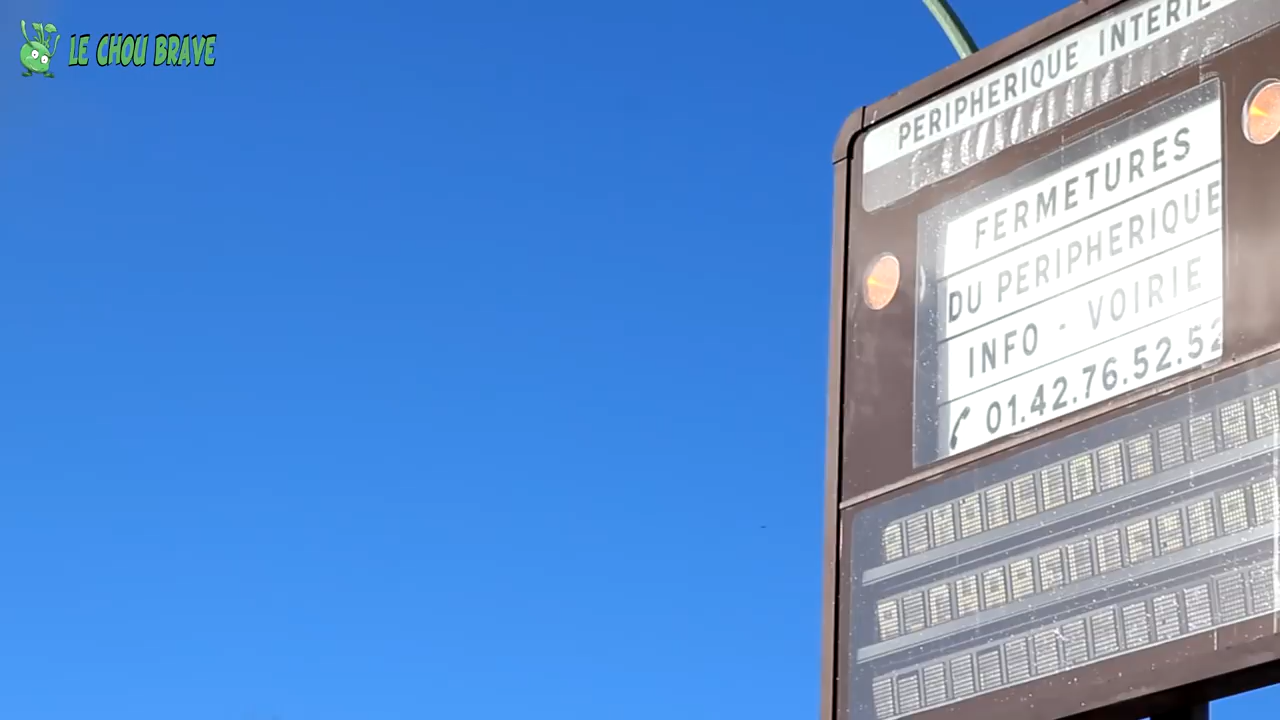 LE CHOU BRAVE
PERIPHERIQUE INTERIE
FERMETURES
DU PERIPHERIQUE
INFO - VOIRIE
01.42.76.52.52